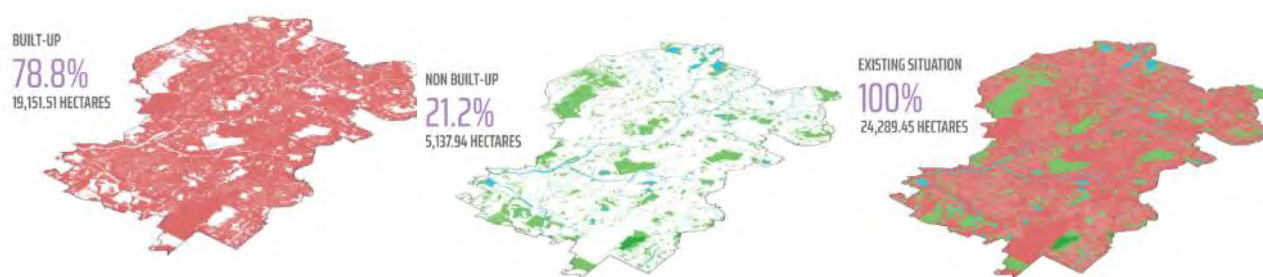 BUILT-UP
78.8%
19,151.51 HECTARES
NON BUILT-UP
21.2%
5,137.94 HECTARES
EXISTING SITUATION
100%
24,289.45 HECTARES